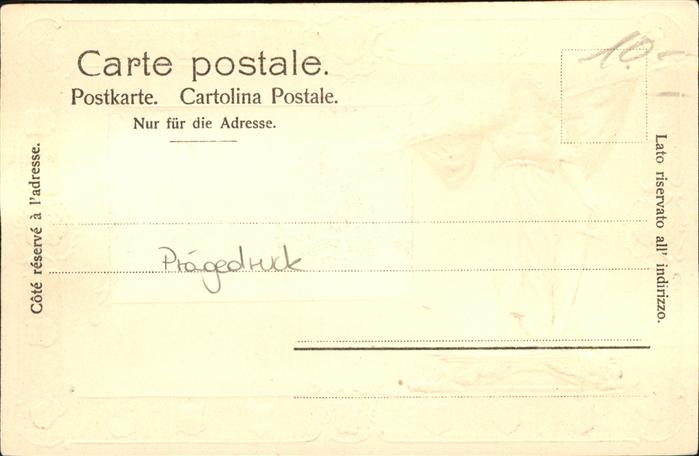 Carte postale.
Postkarte. Cartolina Postale.
Nur für die Adresse.
Côté réservé à l'adresse.
Lato riservato all' indirizzo.
10.-
Prägedruck